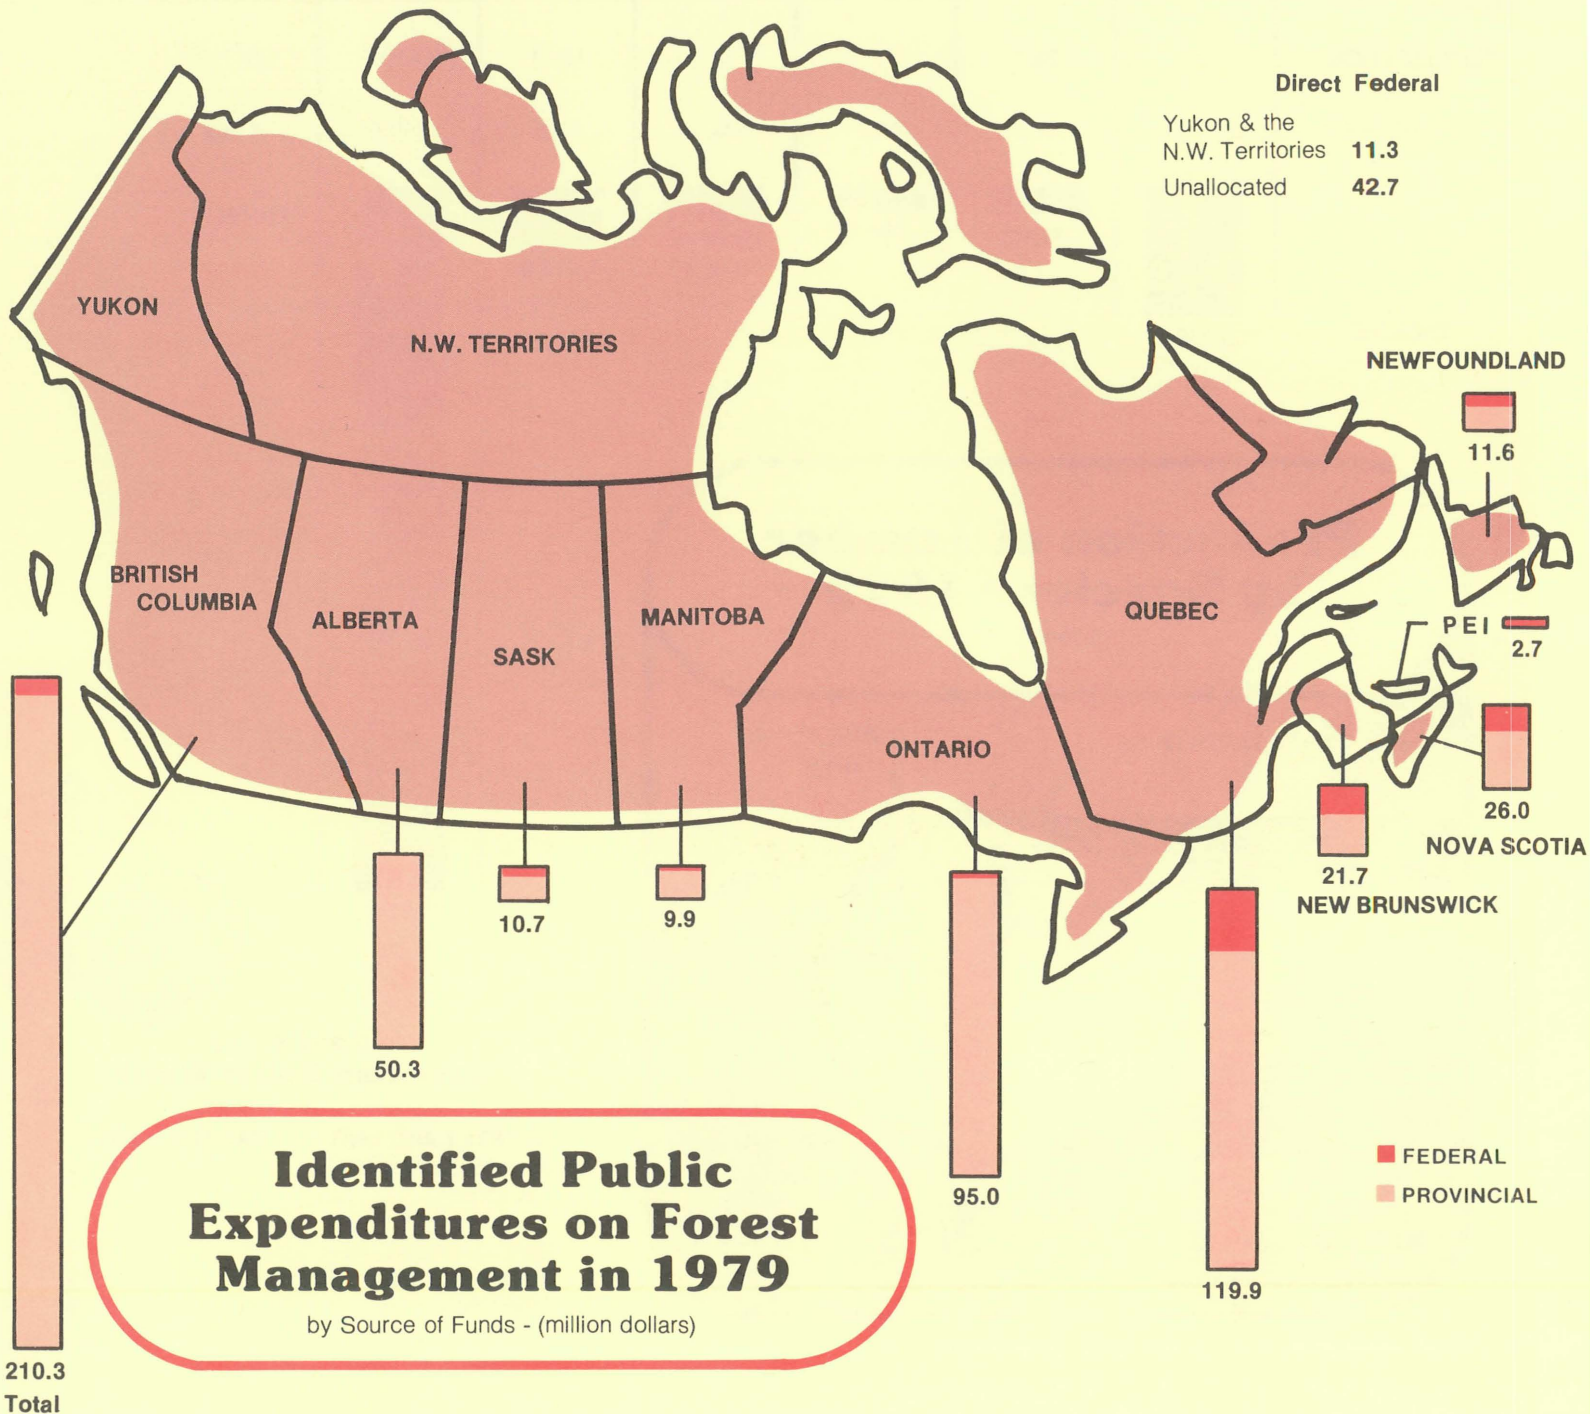 Direct Federal
Yukon & the
N.W. Territories 11.3
Unallocated 42.7
YUKON
N.W. TERRITORIES
NEWFOUNDLAND
11.6
BRITISH
COLUMBIA
ALBERTA
SASK
MANITOBA
QUEBEC
PEI
2.7
ONTARIO
26.0
NOVA SCOTIA
21.7
NEW BRUNSWICK
10.7
9.9
50.3
95.0
119.9
FEDERAL
PROVINCIAL
Identified Public
Expenditures on Forest
Management in 1979
by Source of Funds - (million dollars)
210.3
Total